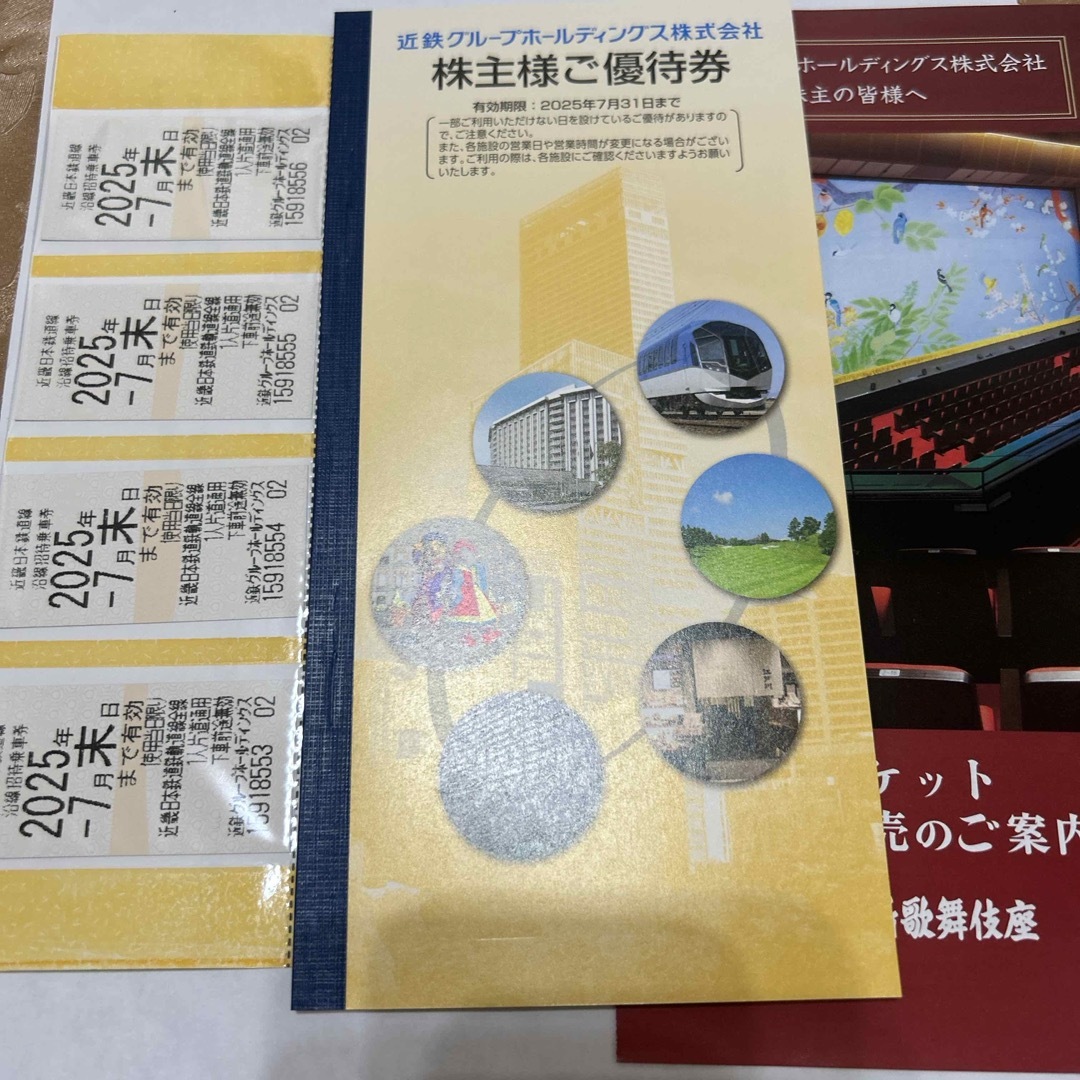 近畿日本鉄道線
沿線招待乗車券
2025年
-7月末日
まで有効
使用当日限り
近畿日本鉄道鉄軌道線全線
1人片道通用
下車前途無効
近鉄グループホールディングス
15918556 02
近畿日本鉄道線
沿線招待乗車券
2025年
-7月末日
まで有効
使用当日限り
近畿日本鉄道鉄軌道線全線
1人片道通用
下車前途無効
近鉄グループホールディングス
15918555 02
近畿日本鉄道線
沿線招待乗車券
2025年
-7月末日
まで有効
使用当日限り
近畿日本鉄道鉄軌道線全線
1人片道通用
下車前途無効
近鉄グループホールディングス
15918554 02
沿線招待乗車券
2025年
-7月末日
まで有効
使用当日限り
近畿日本鉄道鉄軌道線全線
1人片道通用
下車前途無効
近鉄グループホールディングス
15918553 02
近鉄グループホールディングス株式会社
株主様ご優待券
有効期限：2025年7月31日まで
一部ご利用いただけない日を設けているご優待がありますの
で、ご注意ください。
また、各施設の営業日や営業時間が変更になる場合がござい
ます。ご利用の際は、各施設にご確認くださいますようお願い
いたします。
ホールディングス株式会社
株主の皆様へ
ケット
売のご案内
新歌舞伎座